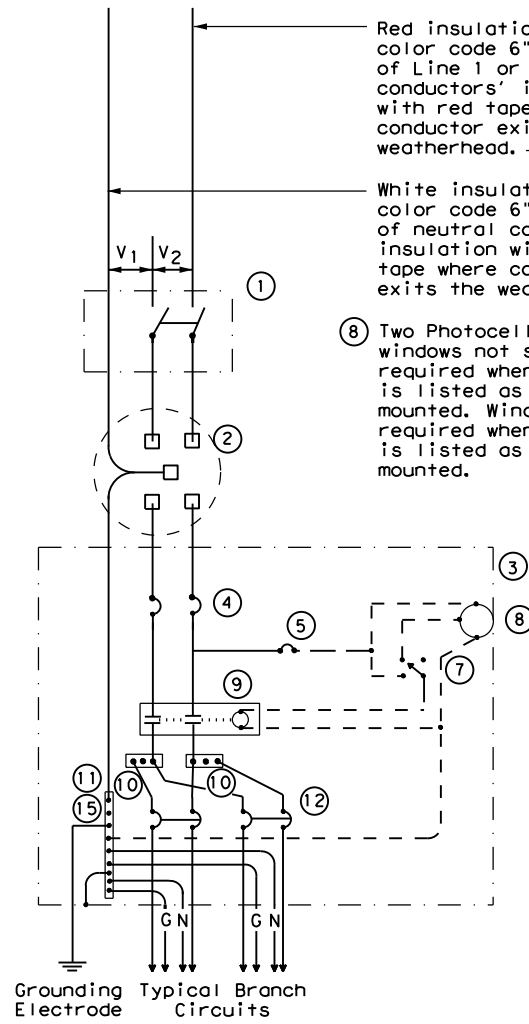 Red insulatio
color code 6"
of Line 1 or
conductors' i
with red tape
conductor exi
weatherhead.
White insulat
color code 6"
of neutral co
insulation wi
tape where co
exits the wea
V1 V2
1
8 Two Photocell
windows not s
required when
is listed as
mounted. Wind
required when
is listed as
mounted.
2
3
4
5
8
7
9
11
10
10
12
15
G N
G N
Grounding
Electrode
Typical Branch
Circuits